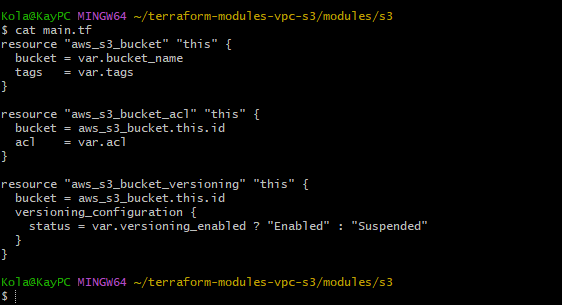 Kola@KayPC MINGW64 ~/terraform-modules-vpc-s3/modules/s3
$ cat main.tf
resource "aws_s3_bucket" "this" {
  bucket = var.bucket_name
  tags   = var.tags
}

resource "aws_s3_bucket_acl" "this" {
  bucket = aws_s3_bucket.this.id
  acl    = var.acl
}

resource "aws_s3_bucket_versioning" "this" {
  bucket = aws_s3_bucket.this.id
  versioning_configuration {
    status = var.versioning_enabled ? "Enabled" : "Suspended"
  }
}

Kola@KayPC MINGW64 ~/terraform-modules-vpc-s3/modules/s3
$